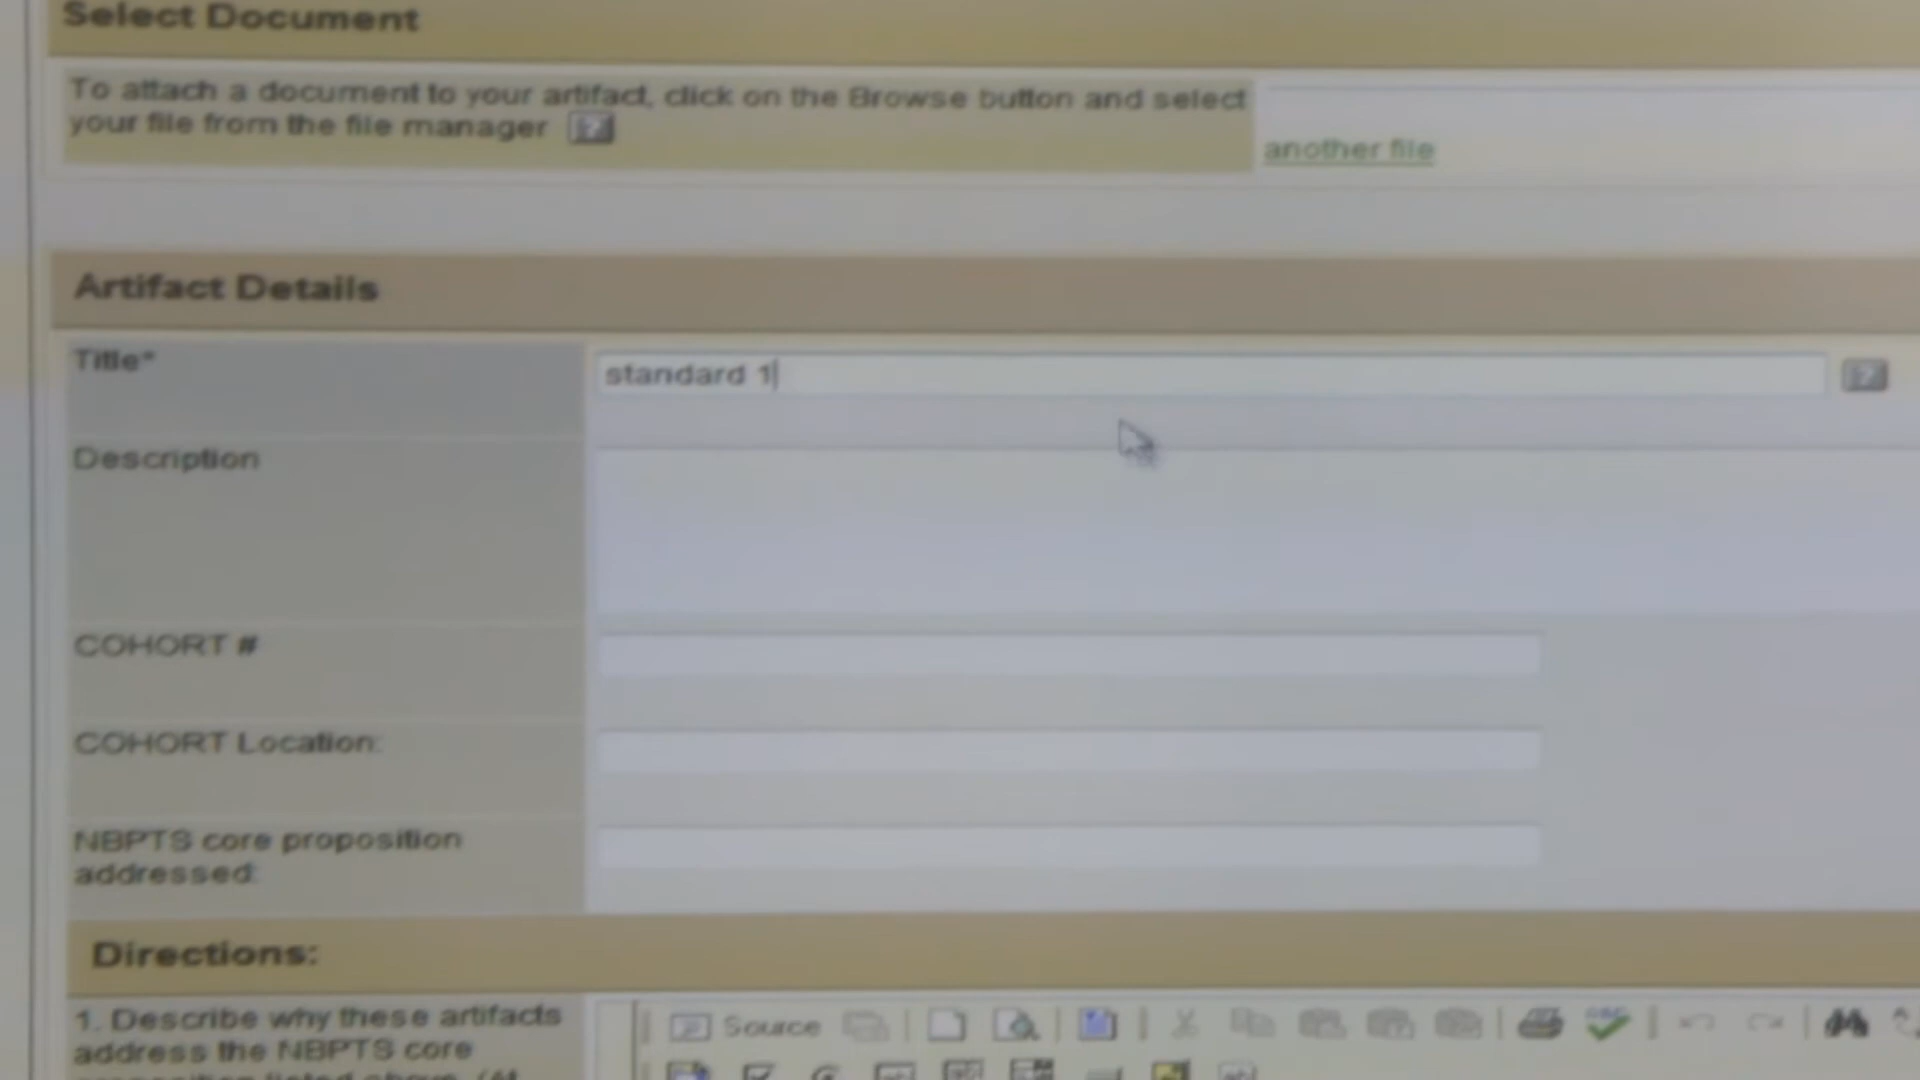 Select Document
To attach a document to your artifact, click on the Browse button and select
your file from the file manager ?
another file
Artifact Details
Title*
standard 1
?
Description
COHORT #
COHORT Location:
NBPTS core proposition
addressed:
Directions:
1. Describe why these artifacts
Source
address the NBPTS core